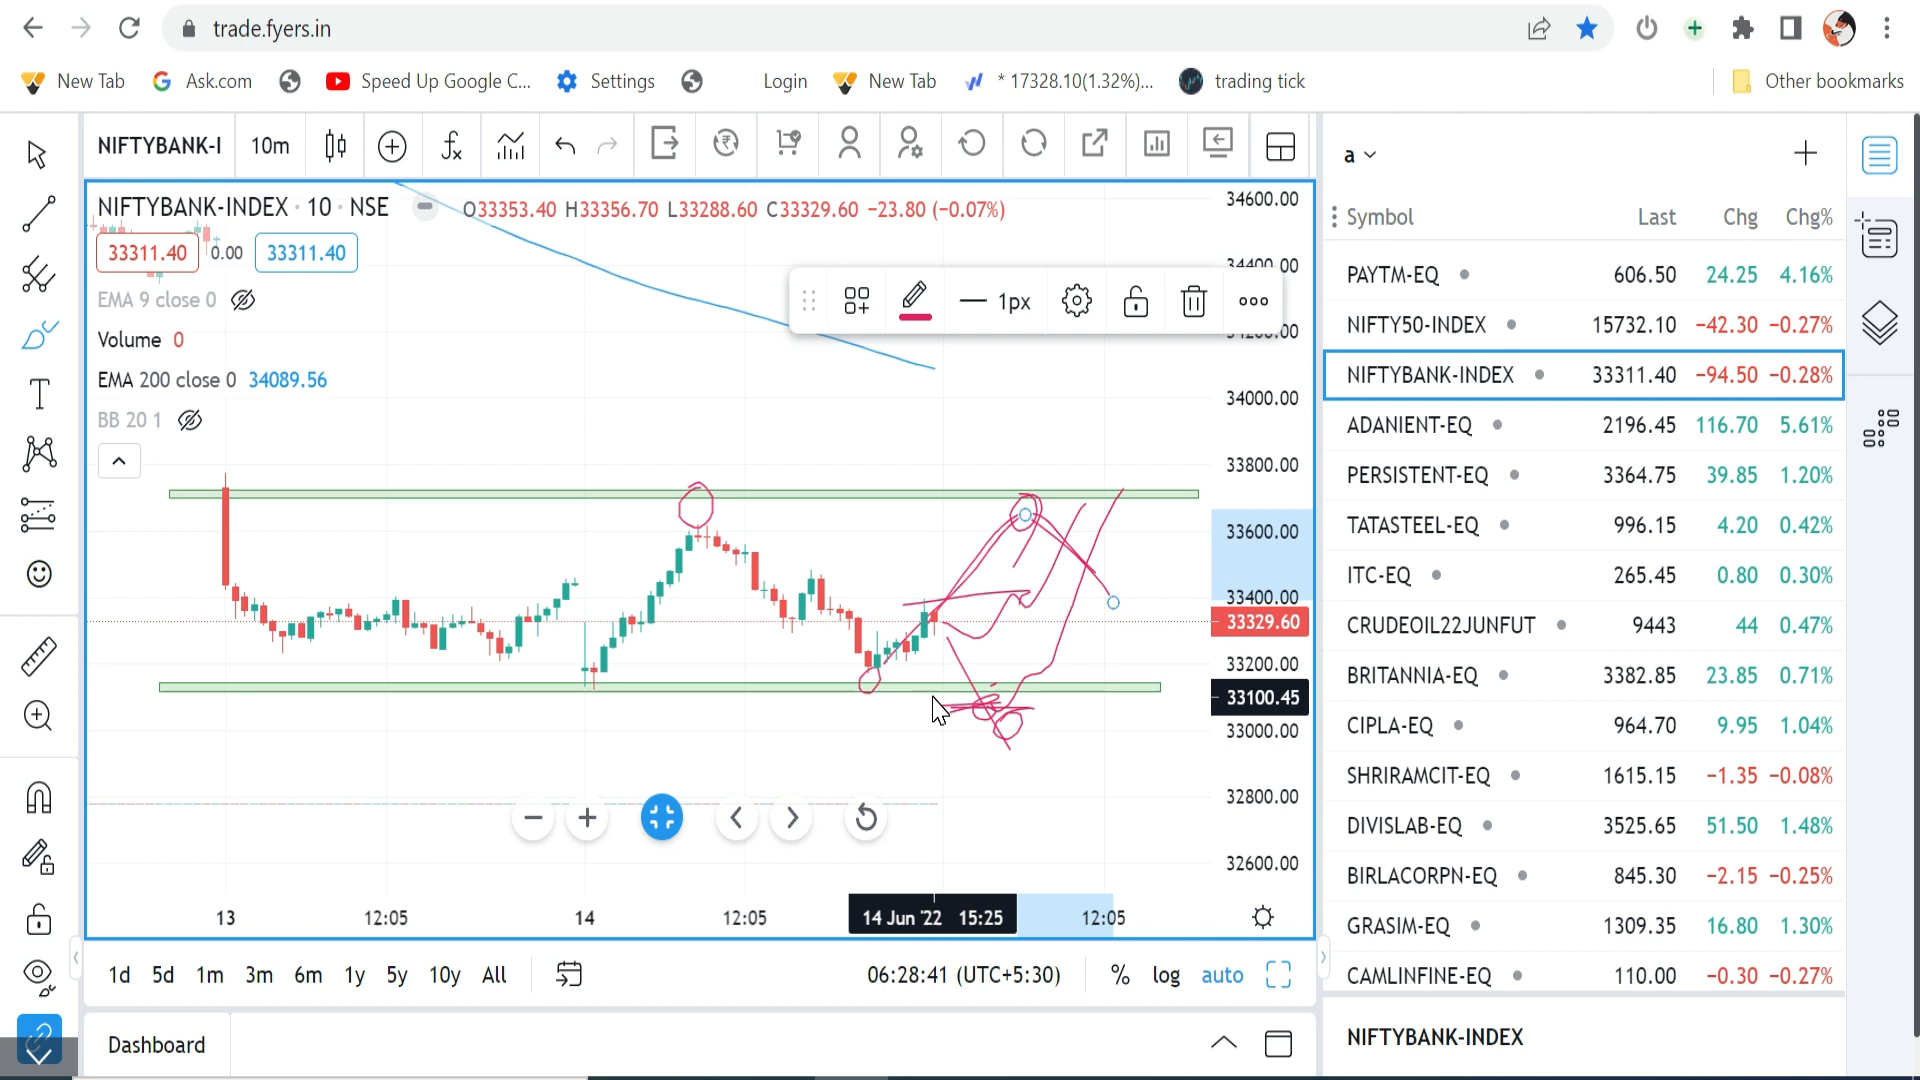 trade.fyers.in
New Tab
Ask.com
Speed Up Google C...
Settings
Login
New Tab
* 17328.10(1.32%)...
trading tick
Other bookmarks
NIFTYBANK-I
10m
NIFTYBANK-INDEX · 10 · NSE
O33353.40 H33356.70 L33288.60 C33329.60 −23.80 (−0.07%)
33311.40 0.00 33311.40
EMA 9 close 0
Volume 0
EMA 200 close 0 34089.56
BB 20 1
1px
34600.00
34400.00
34200.00
34000.00
33800.00
33600.00
33400.00
33329.60
33200.00
33100.45
33000.00
32800.00
32600.00
13 12:05 14 12:05 14 Jun '22 15:25 12:05
1d 5d 1m 3m 6m 1y 5y 10y All
06:28:41 (UTC+5:30)
% log auto
Dashboard
a
Symbol Last Chg Chg%
PAYTM-EQ 606.50 24.25 4.16%
NIFTY50-INDEX 15732.10 −42.30 −0.27%
NIFTYBANK-INDEX 33311.40 −94.50 −0.28%
ADANIENT-EQ 2196.45 116.70 5.61%
PERSISTENT-EQ 3364.75 39.85 1.20%
TATASTEEL-EQ 996.15 4.20 0.42%
ITC-EQ 265.45 0.80 0.30%
CRUDEOIL22JUNFUT 9443 44 0.47%
BRITANNIA-EQ 3382.85 23.85 0.71%
CIPLA-EQ 964.70 9.95 1.04%
SHRIRAMCIT-EQ 1615.15 −1.35 −0.08%
DIVISLAB-EQ 3525.65 51.50 1.48%
BIRLACORPN-EQ 845.30 −2.15 −0.25%
GRASIM-EQ 1309.35 16.80 1.30%
CAMLINFINE-EQ 110.00 −0.30 −0.27%
NIFTYBANK-INDEX